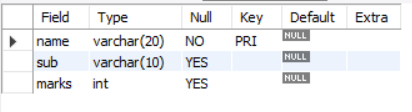 Field Type Null Key Default Extra
name varchar(20) NO PRI NULL
sub varchar(10) YES NULL
marks int YES NULL